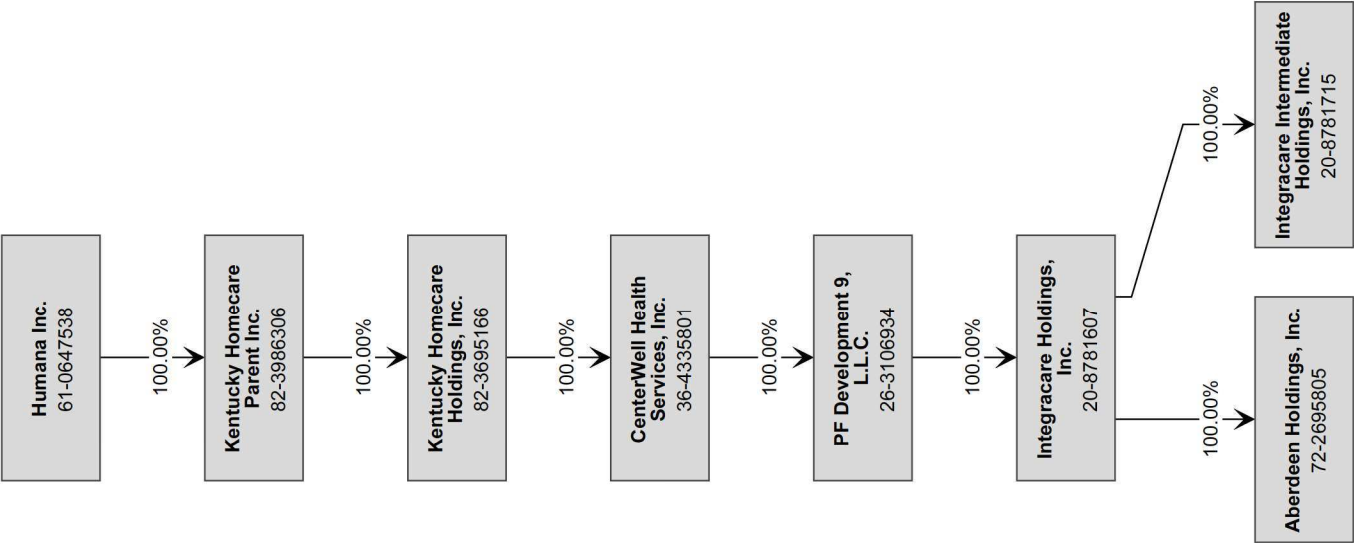 Humana Inc.
61-0647538
100.00%
Kentucky Homecare
Parent Inc.
82-3986306
100.00%
Kentucky Homecare
Holdings, Inc.
82-3695166
100.00%
CenterWell Health
Services, Inc.
36-4335801
100.00%
PF Development 9,
L.L.C.
26-3106934
100.00%
Integracare Holdings,
Inc.
20-8781607
100.00%
Aberdeen Holdings, Inc.
72-2695805
100.00%
Integracare Intermediate
Holdings, Inc.
20-8781715